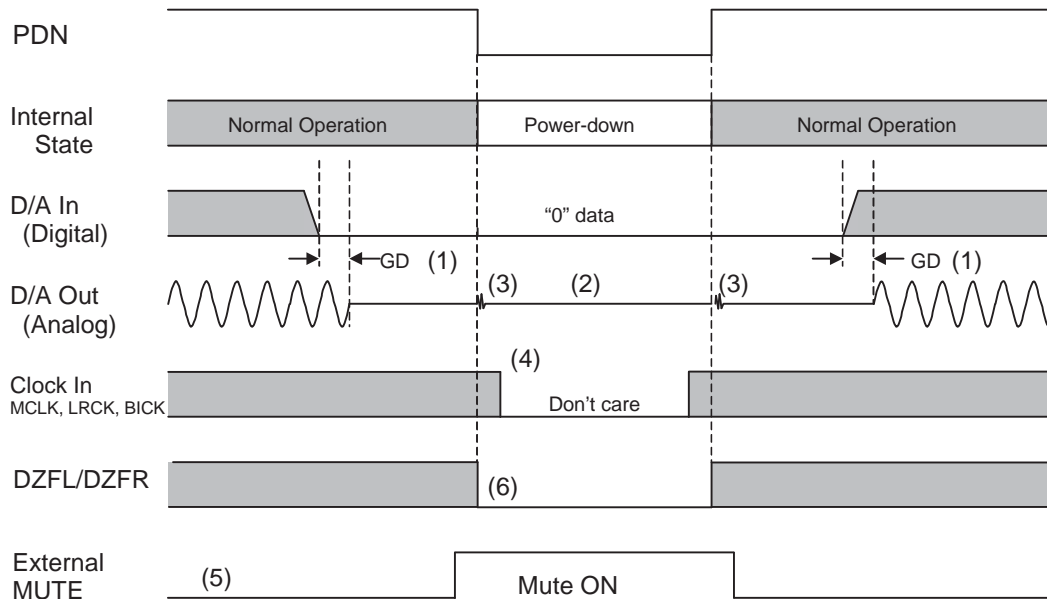 PDN
Internal
State
Normal Operation
Power-down
Normal Operation
D/A In
(Digital)
“0” data
GD (1)
GD (1)
D/A Out
(Analog)
(3)
(2)
(3)
Clock In
MCLK, LRCK, BICK
(4)
Don’t care
DZFL/DZFR
(6)
External
MUTE
(5)
Mute ON